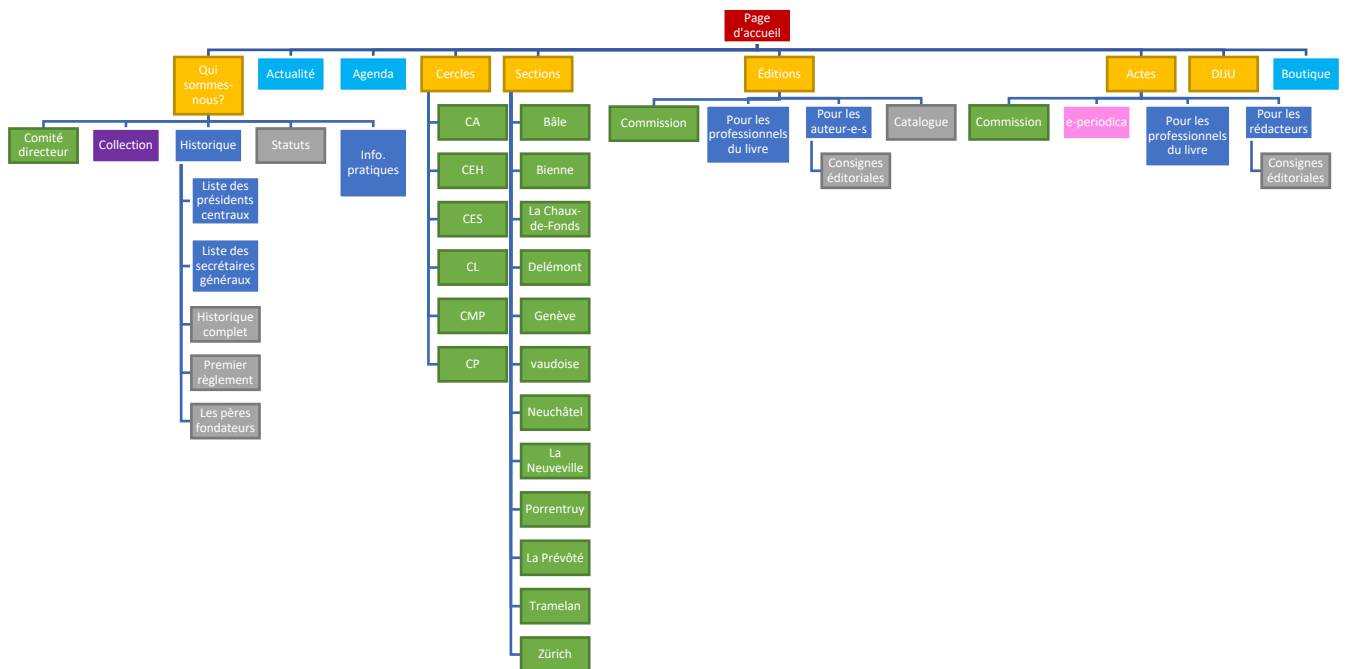 Page
d'accueil
Qui
sommes-
nous?
Actualité
Agenda
Cercles
Sections
Éditions
Actes
DIJU
Boutique
Comité
directeur
Collection
Historique
Statuts
Info.
pratiques
Liste des
présidents
centraux
Liste des
secrétaires
généraux
Historique
complet
Premier
règlement
Les pères
fondateurs
CA
CEH
CES
CL
CMP
CP
Bâle
Bienne
La Chaux-
de-Fonds
Delémont
Genève
vaudoise
Neuchâtel
La
Neuveville
Porrentruy
La Prévôté
Tramelan
Zürich
Commission
Pour les
professionnels
du livre
Pour les
auteur-e-s
Consignes
éditoriales
Catalogue
Commission
e-periodica
Pour les
professionnels
du livre
Pour les
rédacteurs
Consignes
éditoriales